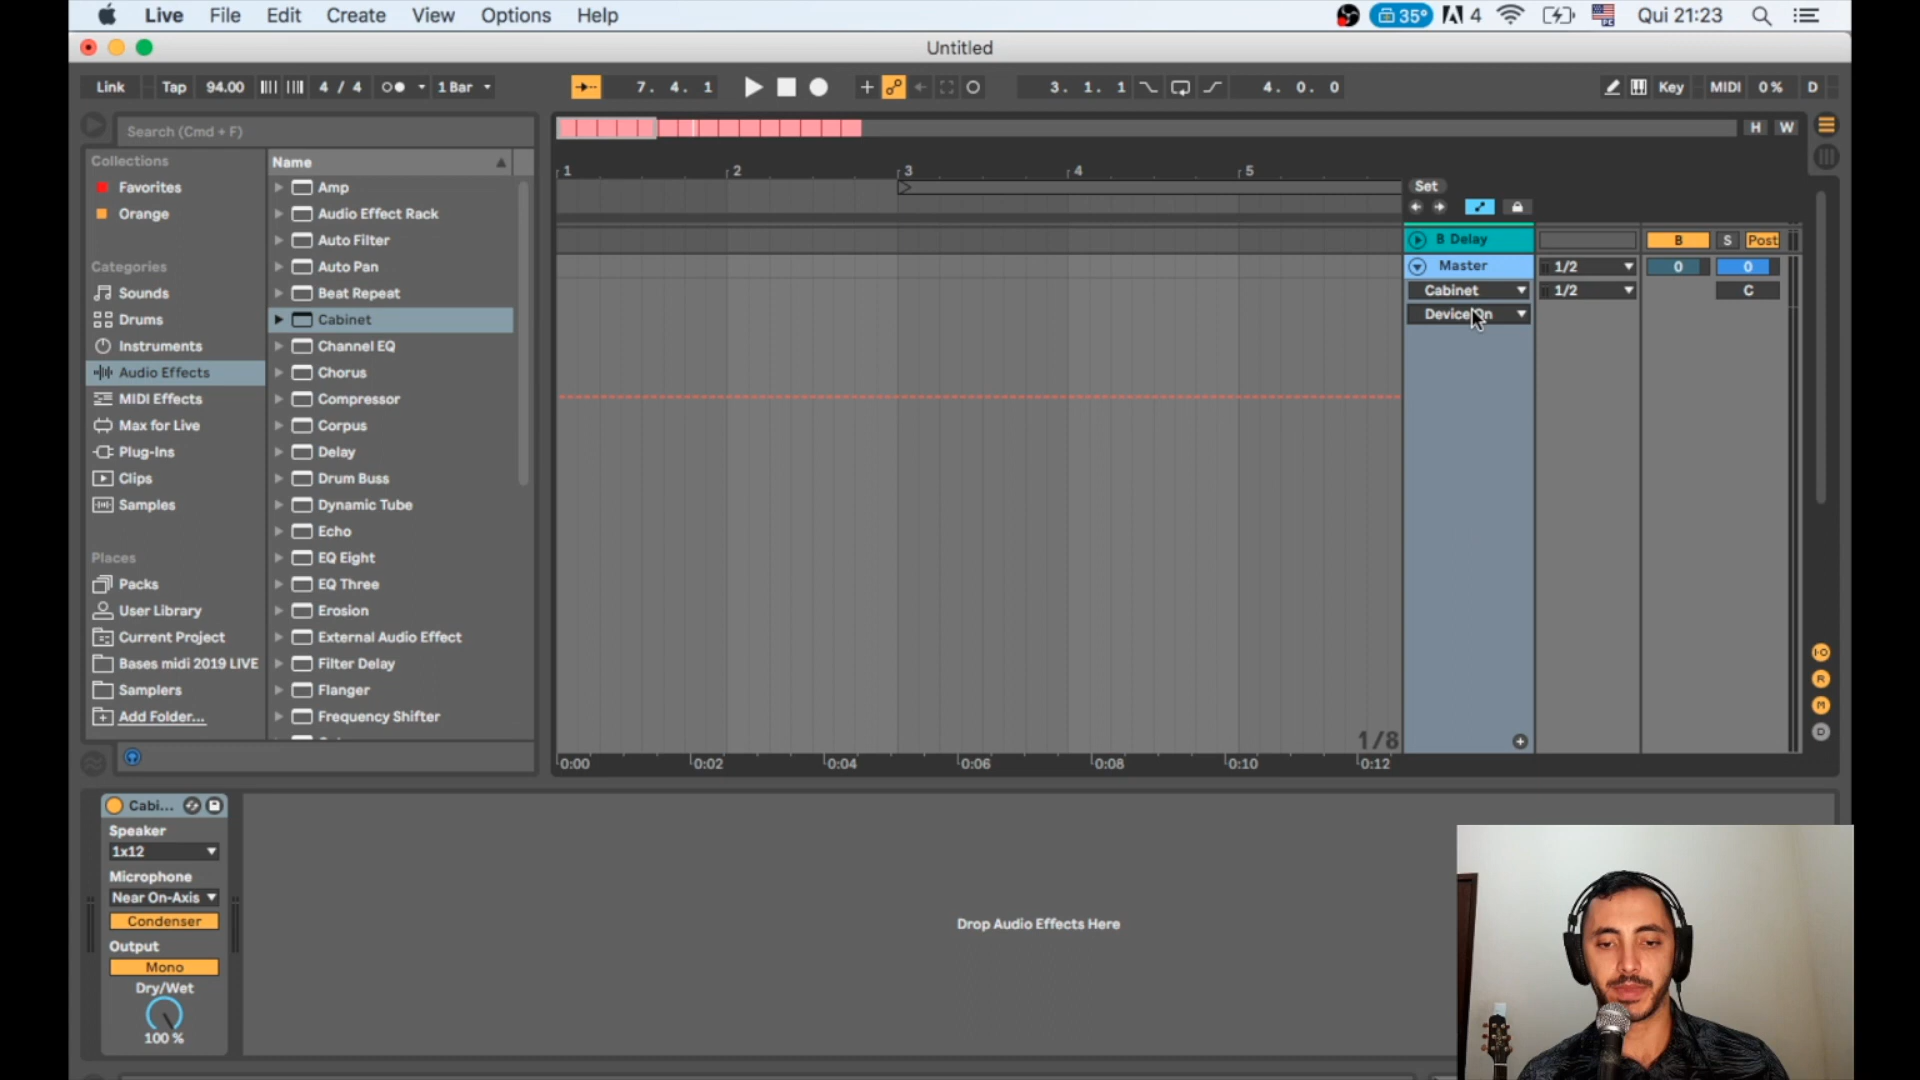 Live File Edit Create View Options Help 35° 4 Qui 21:23
Untitled
Link Tap 94.00 4 / 4 1 Bar 7. 4. 1 3. 1. 1 4. 0. 0 Key MIDI 0 % D
Search (Cmd + F)
H W
Collections
Favorites
Orange
Categories
Sounds
Drums
Instruments
Audio Effects
MIDI Effects
Max for Live
Plug-Ins
Clips
Samples
Places
Packs
User Library
Current Project
Bases midi 2019 LIVE
Samplers
Add Folder...
Name
Amp
Audio Effect Rack
Auto Filter
Auto Pan
Beat Repeat
Cabinet
Channel EQ
Chorus
Compressor
Corpus
Delay
Drum Buss
Dynamic Tube
Echo
EQ Eight
EQ Three
Erosion
External Audio Effect
Filter Delay
Flanger
Frequency Shifter
1 2 3 4 5
Set
B Delay B S Post
Master 1/2 0 0
Cabinet 1/2 C
Device On
1/8
0:00 0:02 0:04 0:06 0:08 0:10 0:12
I-O
R
M
D
Cabi...
Speaker
1x12
Microphone
Near On-Axis
Condenser
Output
Mono
Dry/Wet
100 %
Drop Audio Effects Here